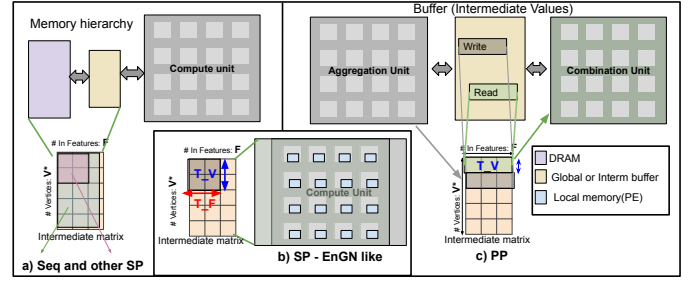 Memory hierarchy
Compute unit
# In Features: F
# Vertices: V*
Intermediate matrix
a) Seq and other SP
# In Features: F
# Vertices: V*
T_V
T_F
Intermediate matrix
Compute Unit
b) SP - EnGN like
Buffer (Intermediate Values)
Aggregation Unit
Write
Read
Combination Unit
# In Features: F
T_V
# Vertices: V*
Intermediate matrix
c) PP
DRAM
Global or Interm buffer
Local memory(PE)